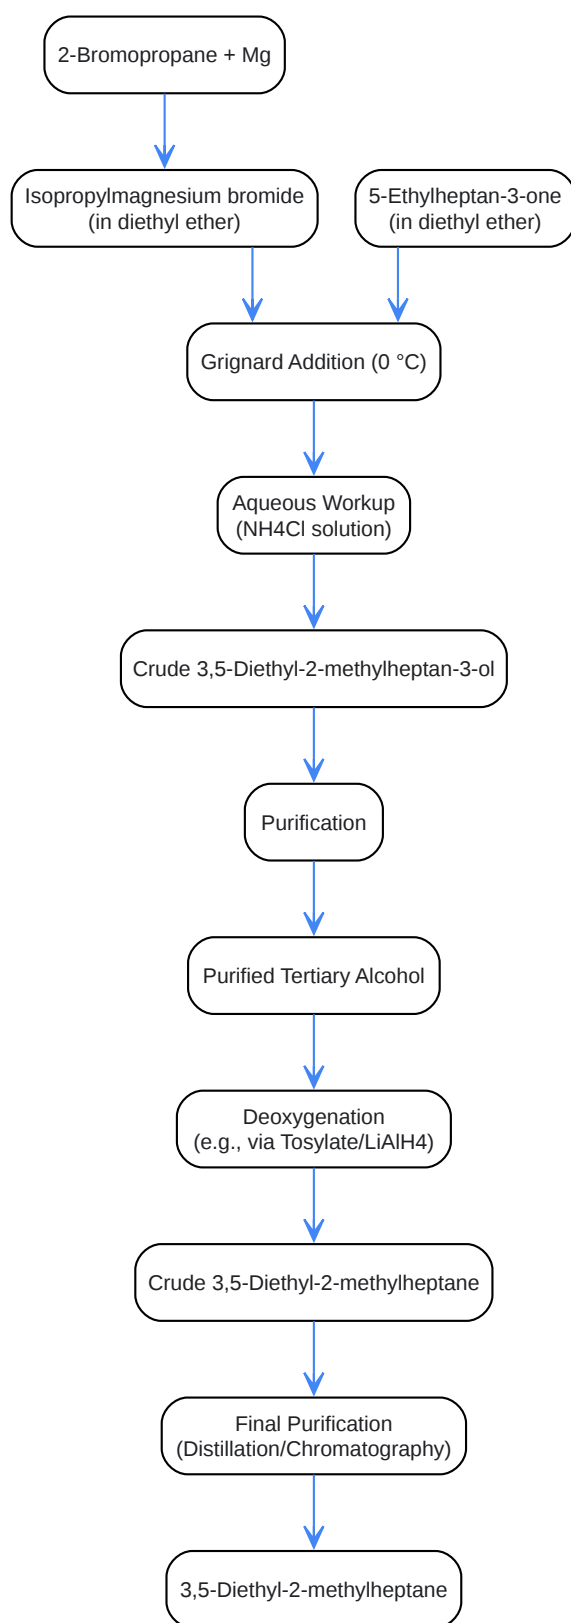 2-Bromopropane + Mg
Isopropylmagnesium bromide
(in diethyl ether)
5-Ethylheptan-3-one
(in diethyl ether)
Grignard Addition (0 °C)
Aqueous Workup
(NH4Cl solution)
Crude 3,5-Diethyl-2-methylheptan-3-ol
Purification
Purified Tertiary Alcohol
Deoxygenation
(e.g., via Tosylate/LiAlH4)
Crude 3,5-Diethyl-2-methylheptane
Final Purification
(Distillation/Chromatography)
3,5-Diethyl-2-methylheptane